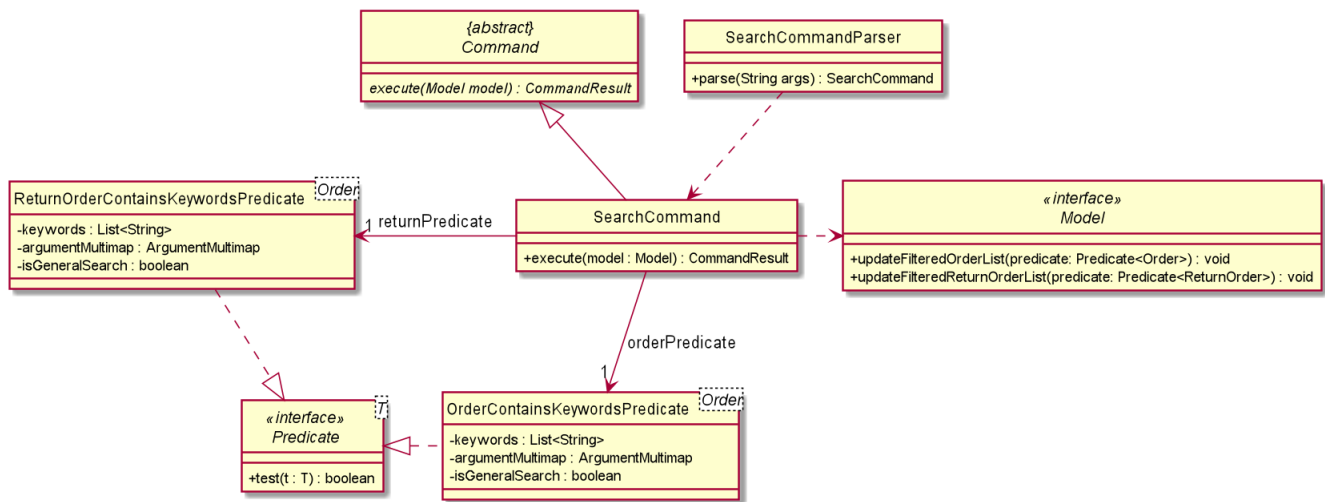 {abstract}
Command
execute(Model model) : CommandResult
SearchCommandParser
+parse(String args) : SearchCommand
ReturnOrderContainsKeywordsPredicate
Order
-keywords : List<String>
-argumentMultimap : ArgumentMultimap
-isGeneralSearch : boolean
1
returnPredicate
SearchCommand
+execute(model : Model) : CommandResult
«interface»
Model
+updateFilteredOrderList(predicate: Predicate<Order>) : void
+updateFilteredReturnOrderList(predicate: Predicate<ReturnOrder>) : void
orderPredicate
1
«interface»
Predicate
T
+test(t : T) : boolean
OrderContainsKeywordsPredicate
Order
-keywords : List<String>
-argumentMultimap : ArgumentMultimap
-isGeneralSearch : boolean